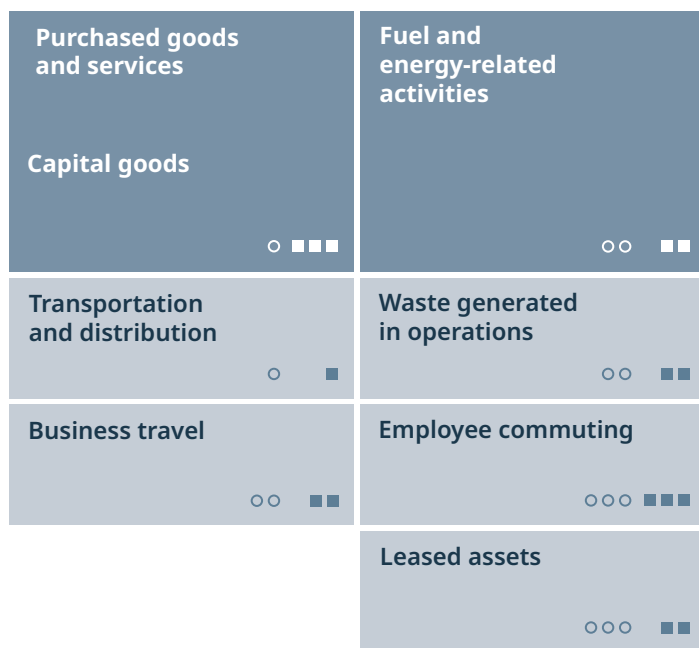 Purchased goods
and services
Capital goods
Fuel and
energy-related
activities
Transportation
and distribution
Waste generated
in operations
Business travel
Employee commuting
Leased assets